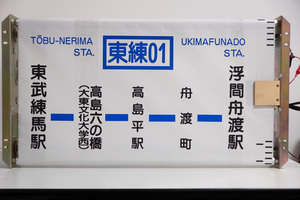 TŌBU-NERIMA
STA.
東練01
UKIMAFUNADO
STA.
浮間舟渡駅
舟渡町
高島平駅
高島六の橋
(大東文化大学西)
東武練馬駅